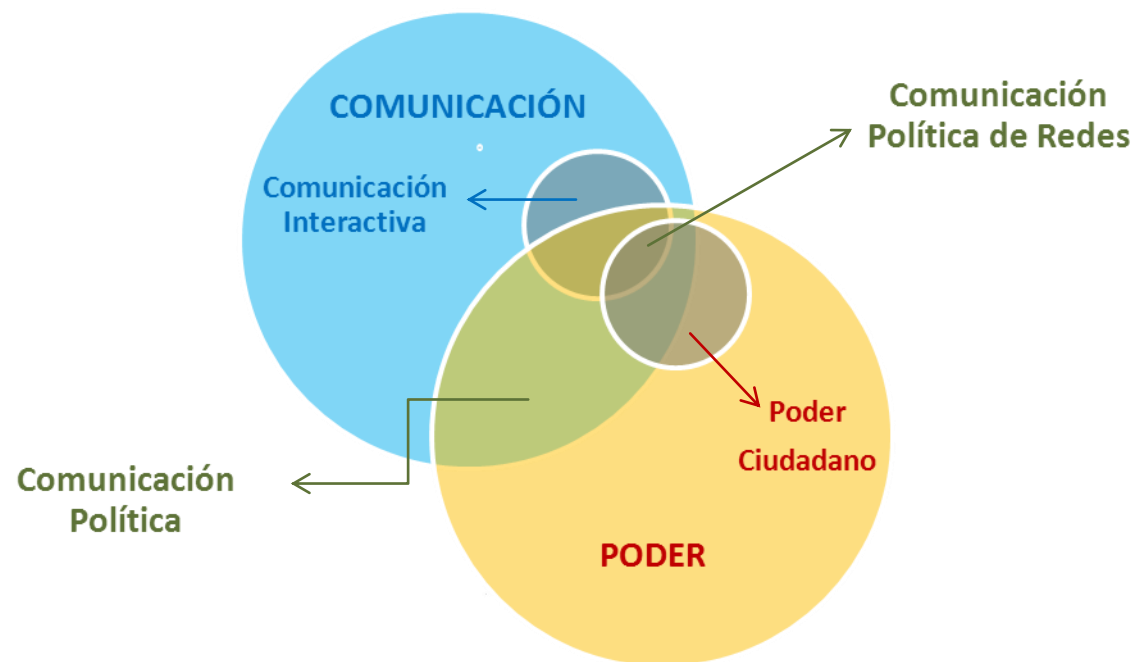 COMUNICACIÓN
Comunicación
Política de Redes
Comunicación
Interactiva
Poder
Ciudadano
Comunicación
Política
PODER